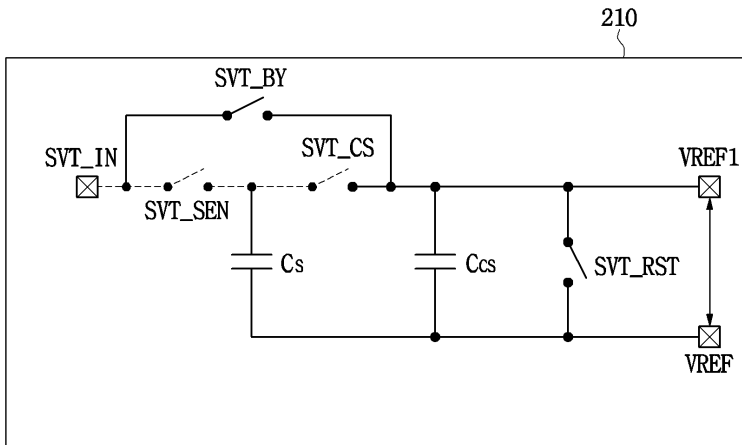 210
SVT_BY
SVT_IN
SVT_CS
VREF1
SVT_SEN
Cs
Ccs
SVT_RST
VREF